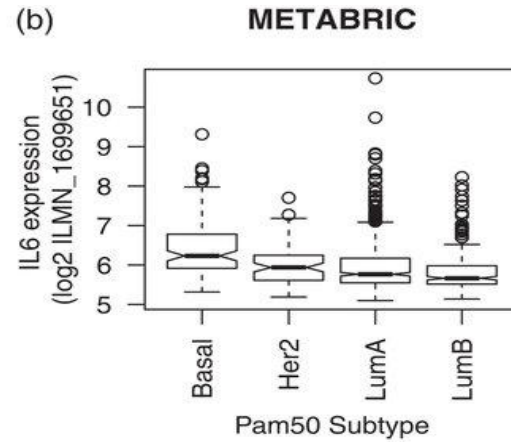 (b)
METABRIC
IL6 expression
(log2 ILMN_1699651)
10
9
8
7
6
5
Basal
Her2
LumA
LumB
Pam50 Subtype